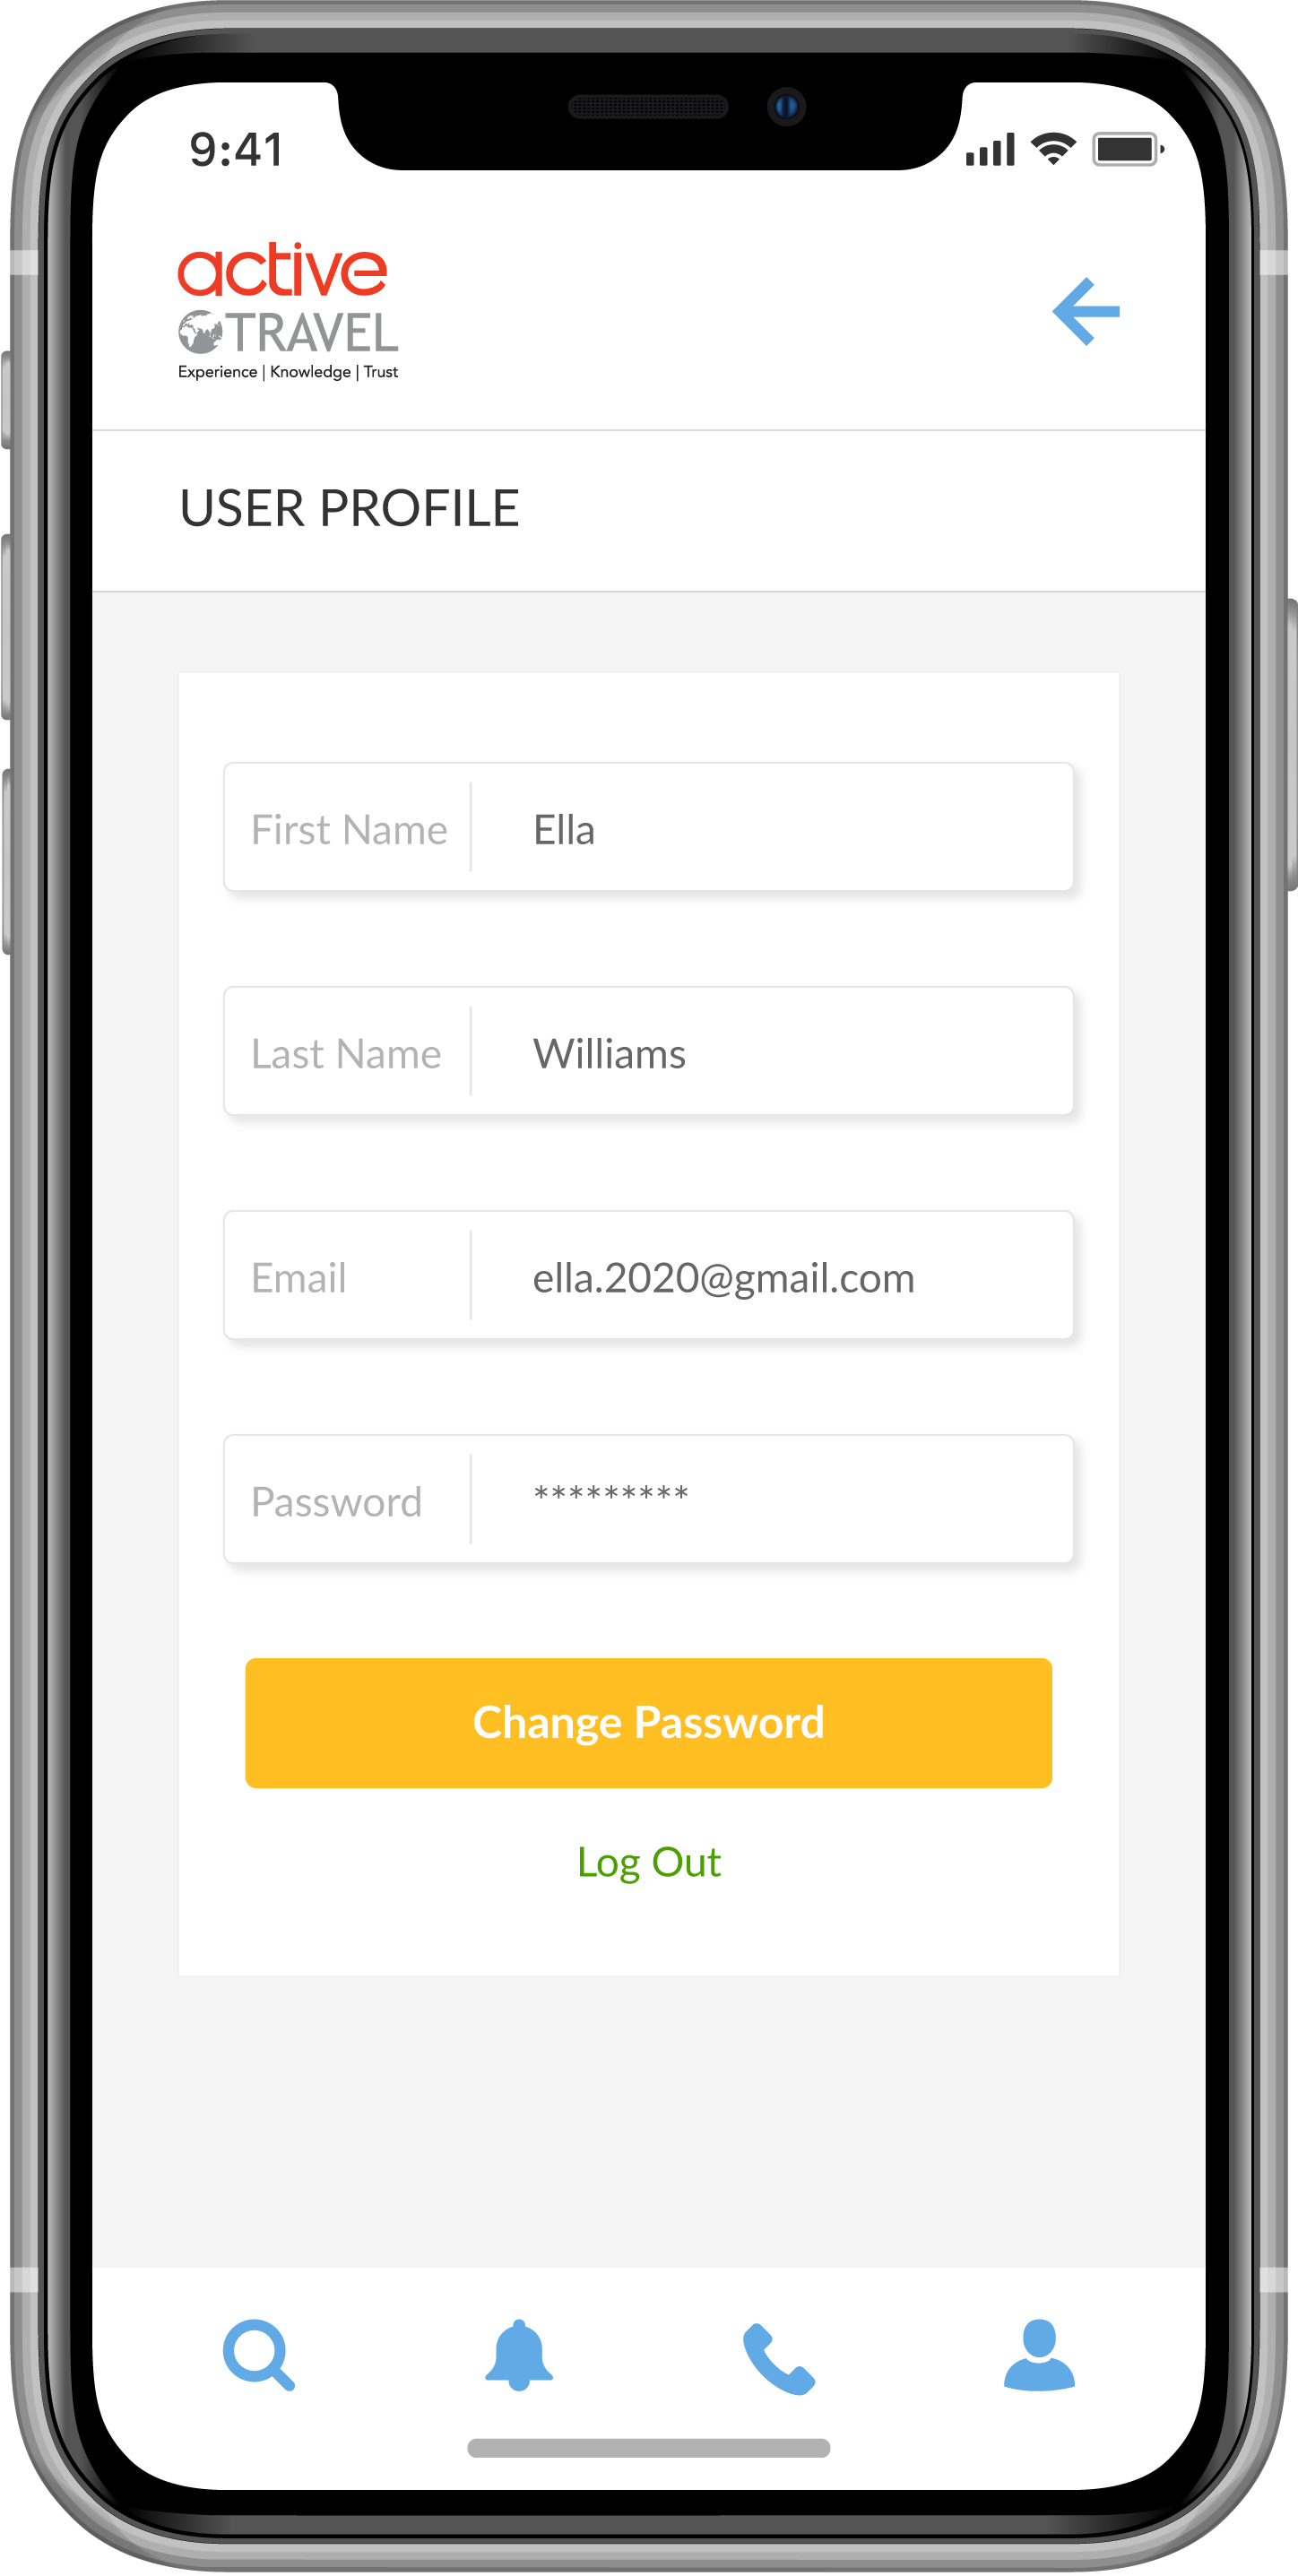 9:41
active
TRAVEL
Experience | Knowledge | Trust
USER PROFILE
First Name Ella
Last Name Williams
Email ella.2020@gmail.com
Password *********
Change Password
Log Out